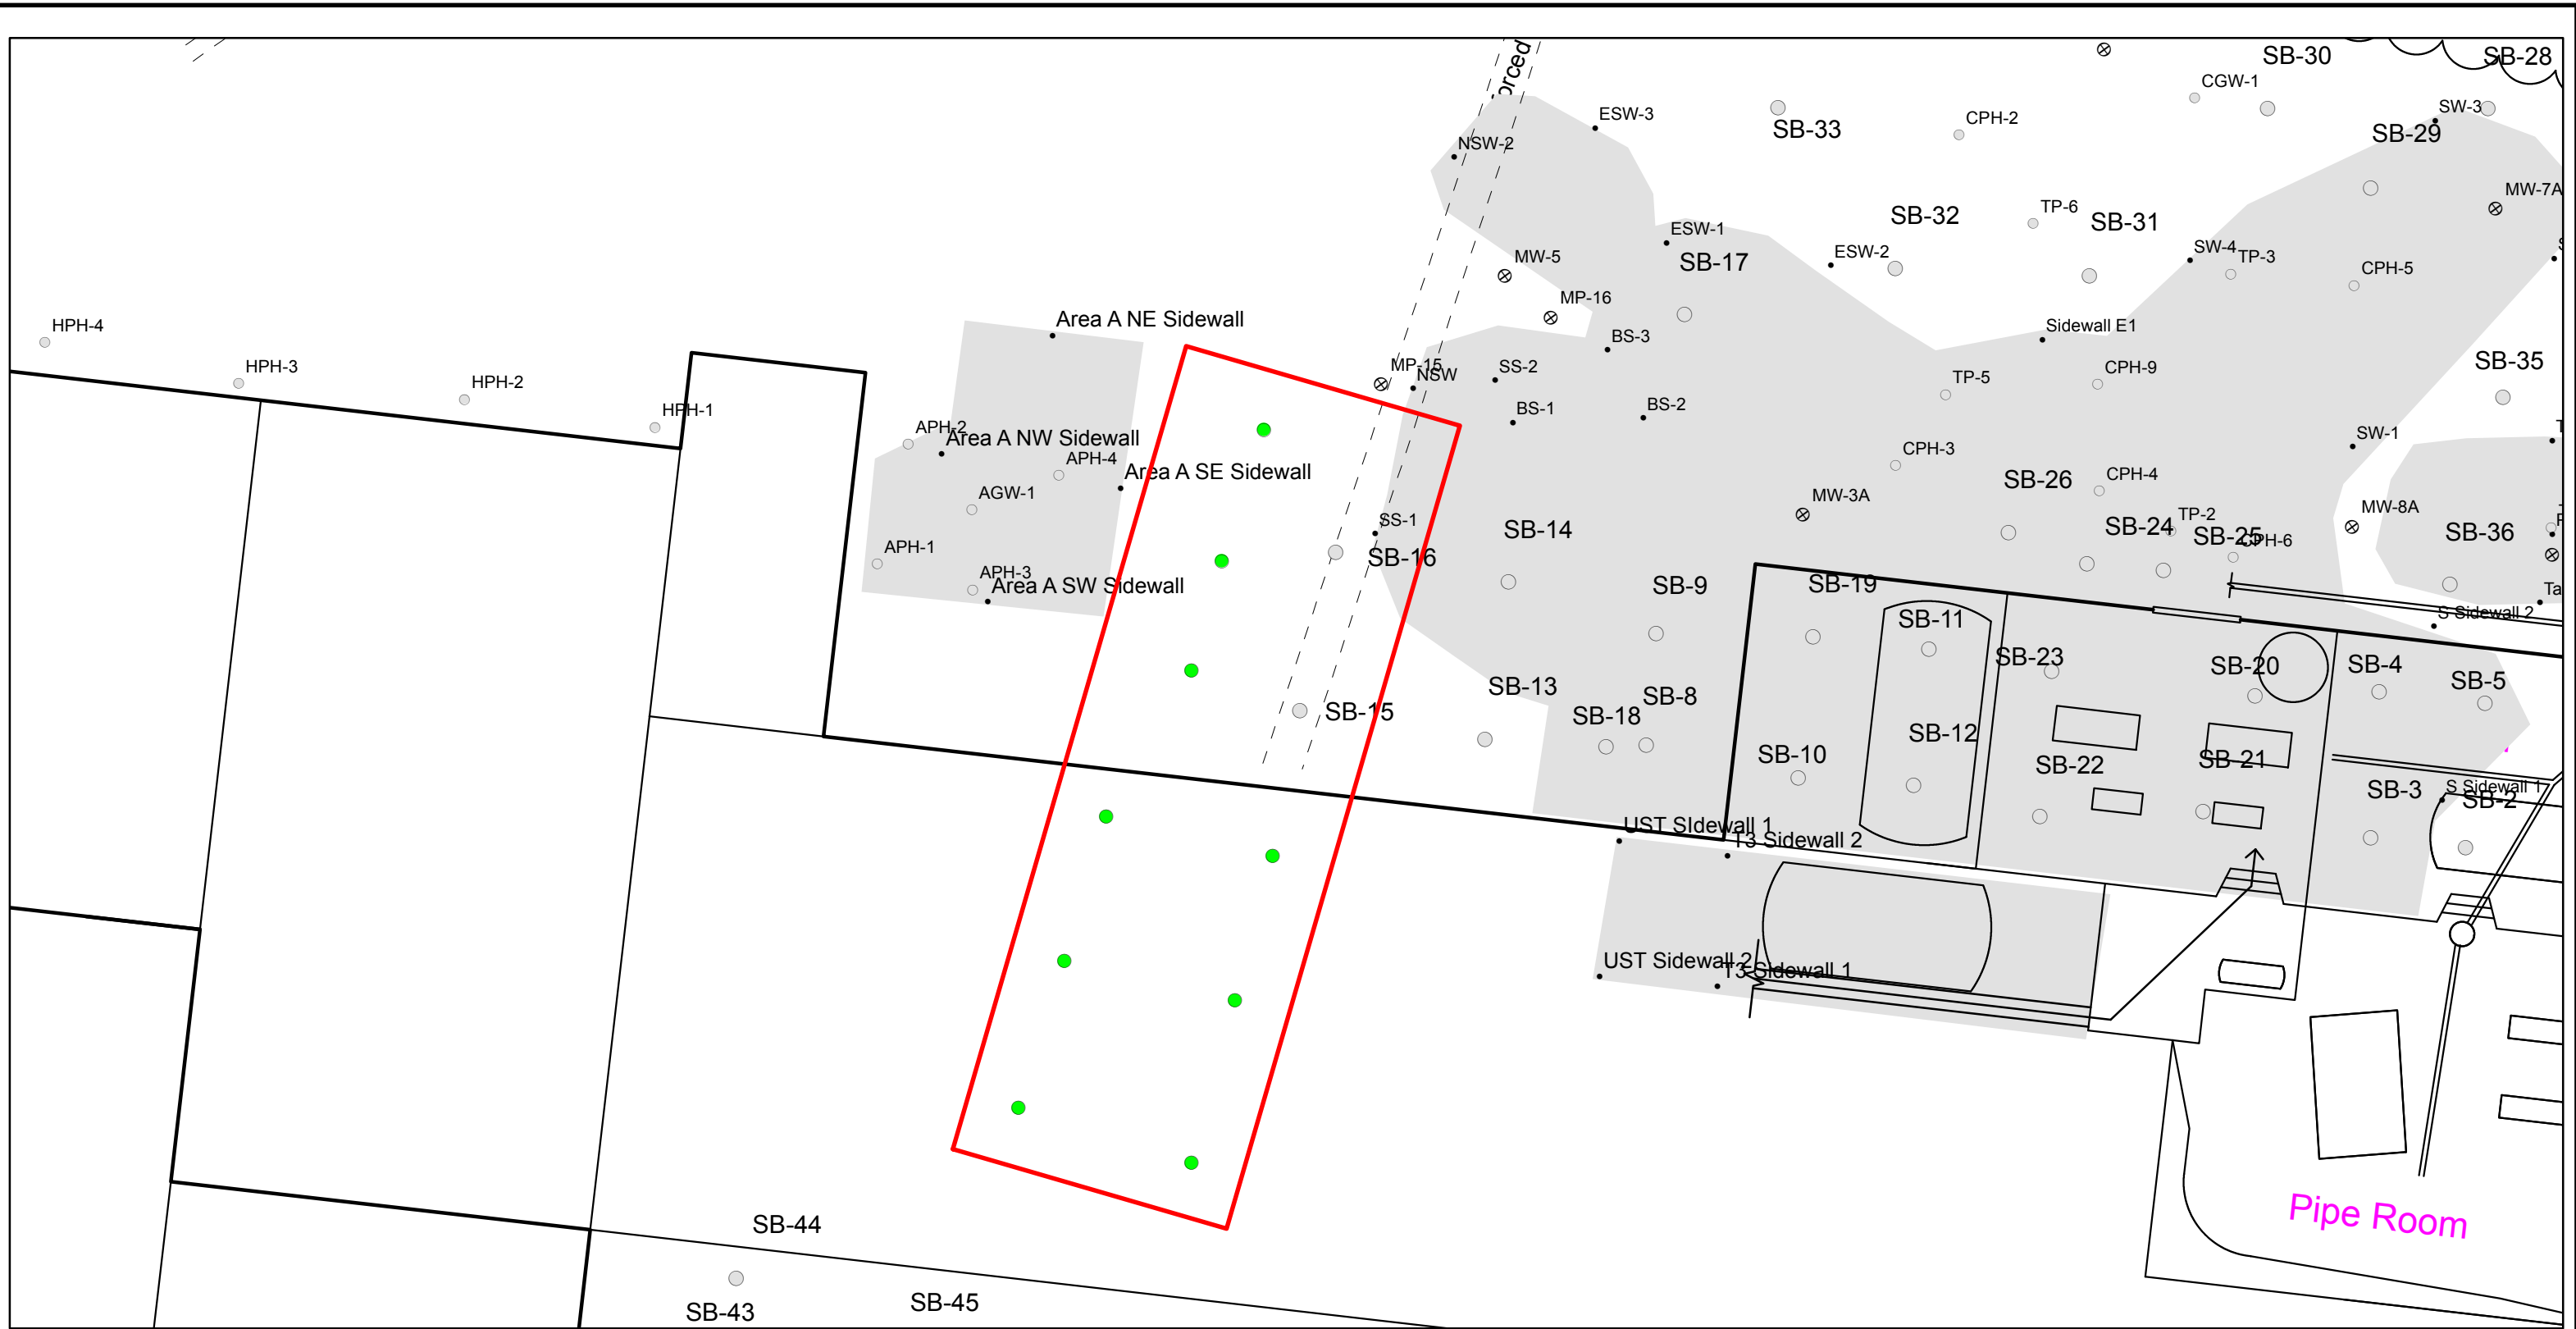 orced
SB-30
SB-28
CGW-1
SW-3
ESW-3
CPH-2
SB-33
SB-29
NSW-2
MW-7A
TP-6
SB-32
SB-31
ESW-1
SB-17
ESW-2
SW-4
TP-3
MW-5
CPH-5
MP-16
Area A NE Sidewall
HPH-4
Sidewall E1
BS-3
SB-35
MP-15
SS-2
NSW
HPH-3
HPH-2
CPH-9
TP-5
HPH-1
BS-1
BS-2
APH-2
Area A NW Sidewall
SW-1
CPH-3
APH-4
Area A SE Sidewall
SB-26
CPH-4
AGW-1
MW-3A
MW-8A
SS-1
SB-14
SB-24
TP-2
SB-25
CPH-6
SB-36
APH-1
SB-16
APH-3
Area A SW Sidewall
SB-9
SB-19
Ta
SB-11
S Sidewall 2
SB-23
SB-20
SB-4
SB-5
SB-13
SB-8
SB-15
SB-18
SB-12
SB-10
SB-22
SB-21
SB-3
S Sidewall 1
SB-2
UST SIdewall 1
T3 Sidewall 2
UST Sidewall 2
T3 Sidewall 1
Pipe Room
SB-44
SB-45
SB-43